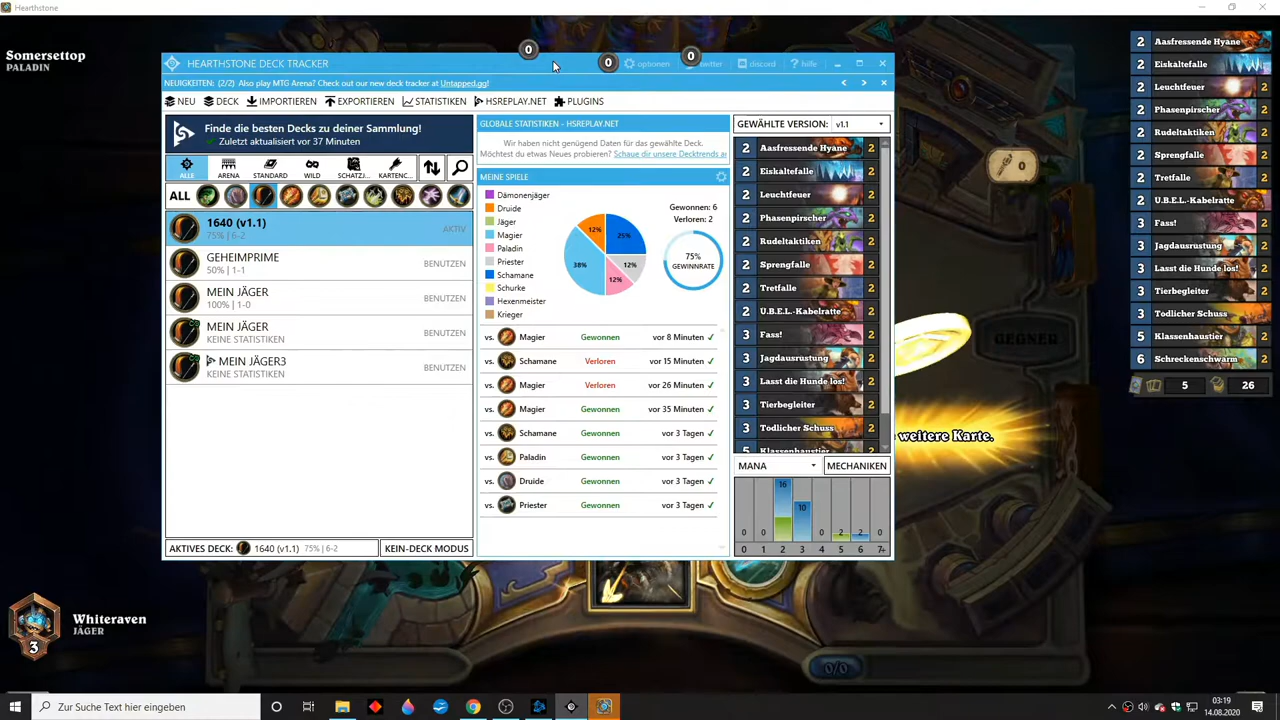 Hearthstone
Somersettop
PALADIN
HEARTHSTONE DECK TRACKER
0
0
0
optionen
twitter
discord
? hilfe
NEUIGKEITEN: (2/2) Also play MTG Arena? Check out our new deck tracker at Untapped.gg!
NEU
DECK
IMPORTIEREN
EXPORTIEREN
STATISTIKEN
HSREPLAY.NET
PLUGINS
Finde die besten Decks zu deiner Sammlung!
Zuletzt aktualisiert vor 37 Minuten
ALLE
ARENA
STANDARD
WILD
SCHATZJ...
KARTENC...
ALL
1640 (v1.1)
75% | 6-2
AKTIV
GEHEIMPRIME
50% | 1-1
BENUTZEN
MEIN JÄGER
100% | 1-0
BENUTZEN
MEIN JÄGER
KEINE STATISTIKEN
BENUTZEN
MEIN JÄGER3
KEINE STATISTIKEN
BENUTZEN
AKTIVES DECK:
1640 (v1.1) 75% | 6-2
KEIN-DECK MODUS
GLOBALE STATISTIKEN - HSREPLAY.NET
Wir haben nicht genügend Daten für das gewählte Deck.
Möchtest du etwas Neues probieren? Schaue dir unsere Decktrends an
MEINE SPIELE
Dämonenjäger
Druide
Jäger
Magier
Paladin
Priester
Schamane
Schurke
Hexenmeister
Krieger
12%
25%
38%
12%
12%
Gewonnen: 6
Verloren: 2
75%
GEWINNRATE
vs. Magier Gewonnen vor 8 Minuten
vs. Schamane Verloren vor 15 Minuten
vs. Magier Verloren vor 26 Minuten
vs. Magier Gewonnen vor 35 Minuten
vs. Schamane Gewonnen vor 3 Tagen
vs. Paladin Gewonnen vor 3 Tagen
vs. Druide Gewonnen vor 3 Tagen
vs. Priester Gewonnen vor 3 Tagen
GEWÄHLTE VERSION: v1.1
2 Aasfressende Hyäne 2
2 Eiskältefalle 2
2 Leuchtfeuer 2
2 Phasenpirscher 2
2 Rudeltaktiken 2
2 Sprengfalle 2
2 Tretfalle 2
2 U.B.E.L.-Kabelratte 2
3 Fass! 2
3 Jagdausrustung 2
3 Lasst die Hunde los! 2
3 Tierbegleiter 2
3 Todlicher Schuss 2
5 Klassenhaustier 2
MANA
MECHANIKEN
16
10
0 0 0 2 2 0
0 1 2 3 4 5 6 7+
0
GEGNER
weitere Karte.
2 Aasfressende Hyäne 2
2 Eiskältefalle 2
2 Leuchtfeuer 2
2 Phasenpirscher 2
2 Rudeltaktiken 2
2 Sprengfalle 2
2 Tretfalle 2
2 U.B.E.L.-Kabelratte 2
3 Fass! 2
3 Jagdausrustung 2
3 Lasst die Hunde los! 2
3 Tierbegleiter 2
3 Todlicher Schuss 2
5 Klassenhaustier 2
6 Schreckenschwarm 2
5
26
Whiteraven
JÄGER
3
0/0
Zur Suche Text hier eingeben
03:19
14.08.2020